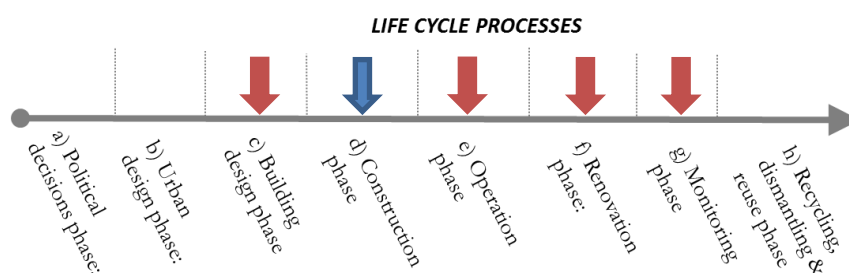 LIFE CYCLE PROCESSES
a) Political
decisions phase:
b) Urban
design phase:
c) Building
design phase
d) Construction
phase
e) Operation
phase
f) Renovation
phase:
g) Monitoring
phase
h) Recycling,
dismantling &
reuse phase